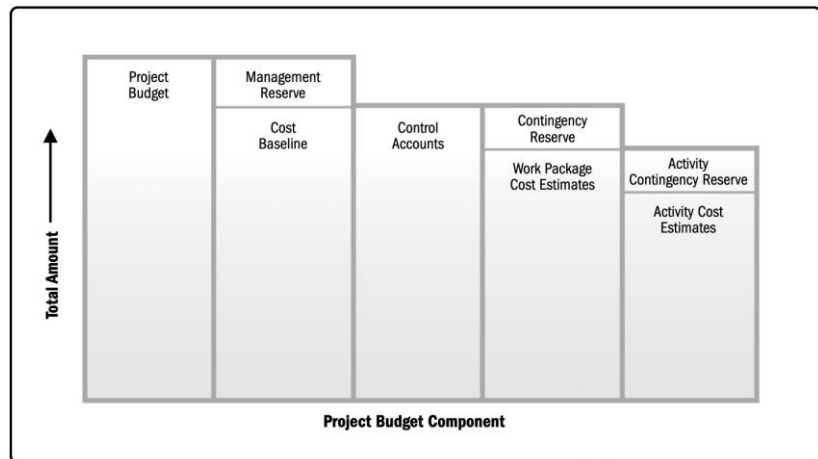 Project
Budget
Management
Reserve
Cost
Baseline
Control
Accounts
Contingency
Reserve
Work Package
Cost Estimates
Activity
Contingency Reserve
Activity Cost
Estimates
Total Amount
Project Budget Component